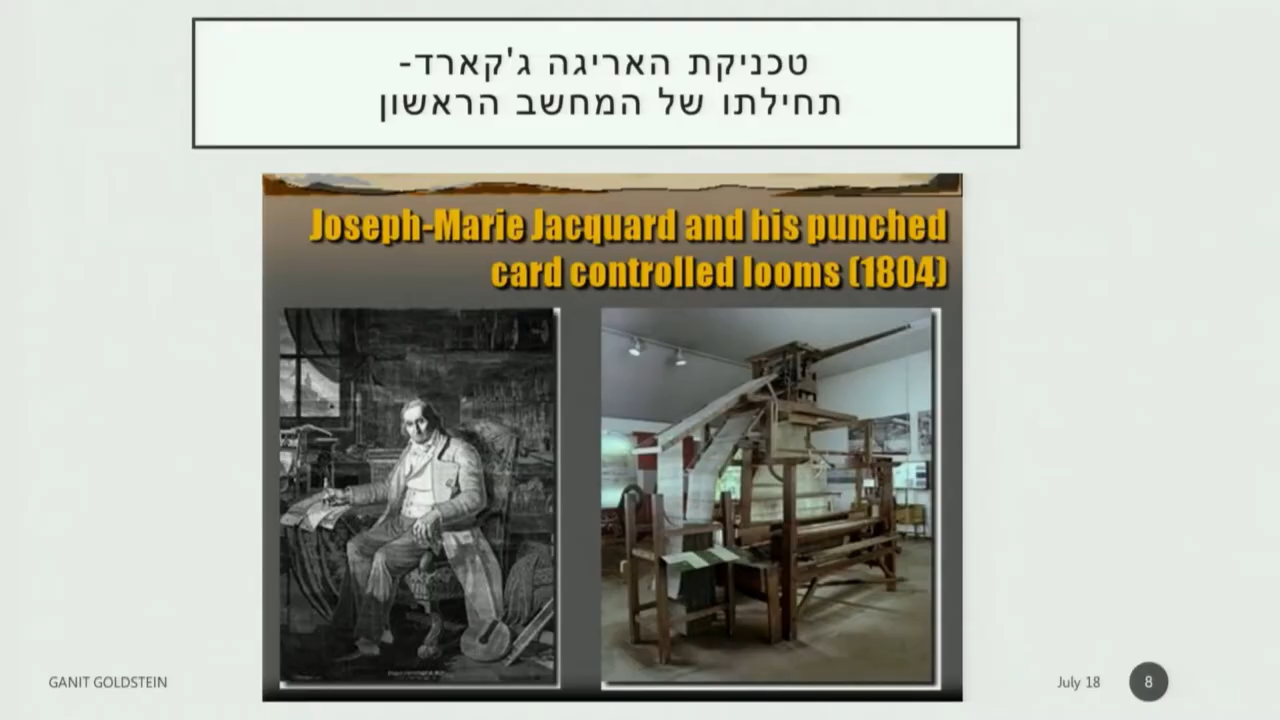 טכניקת האריגה ג'קארד-
תחילתו של המחשב הראשון
Joseph-Marie Jacquard and his punched
card controlled looms (1804)
GANIT GOLDSTEIN
July 18
8